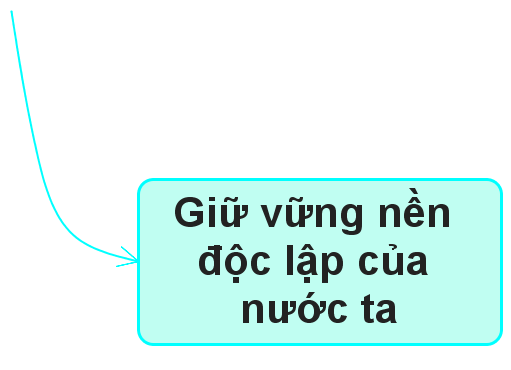 Giữ vững nền
độc lập của
nước ta